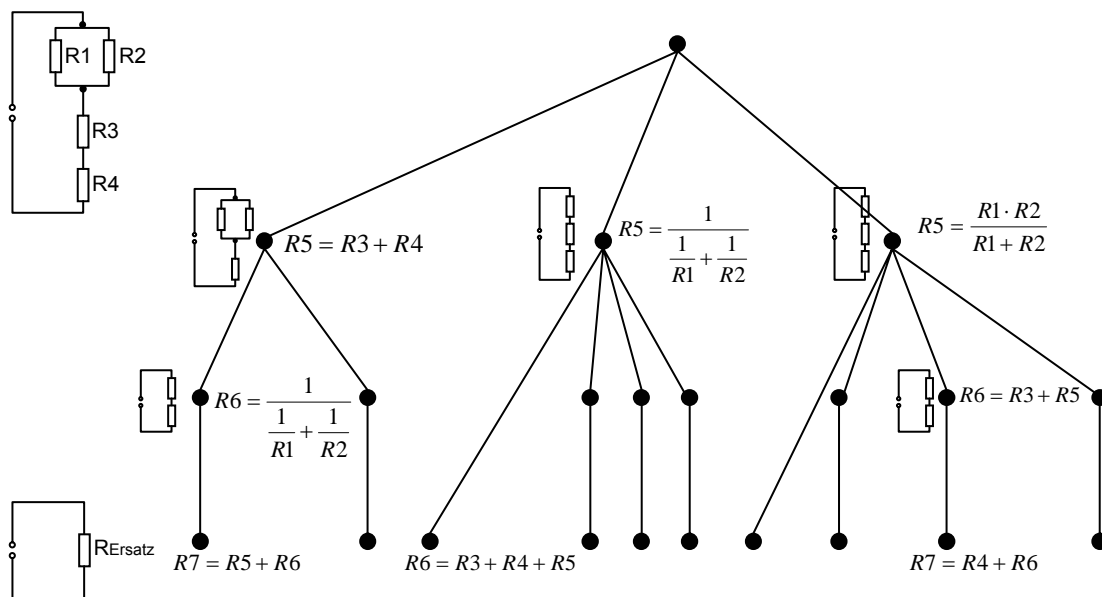 R1 R2
R3
R4
R5 = R3 + R4
R5 = 1 / (1/R1 + 1/R2)
R5 = R1 · R2 / (R1 + R2)
R6 = 1 / (1/R1 + 1/R2)
R6 = R3 + R5
RErsatz
R7 = R5 + R6
R6 = R3 + R4 + R5
R7 = R4 + R6